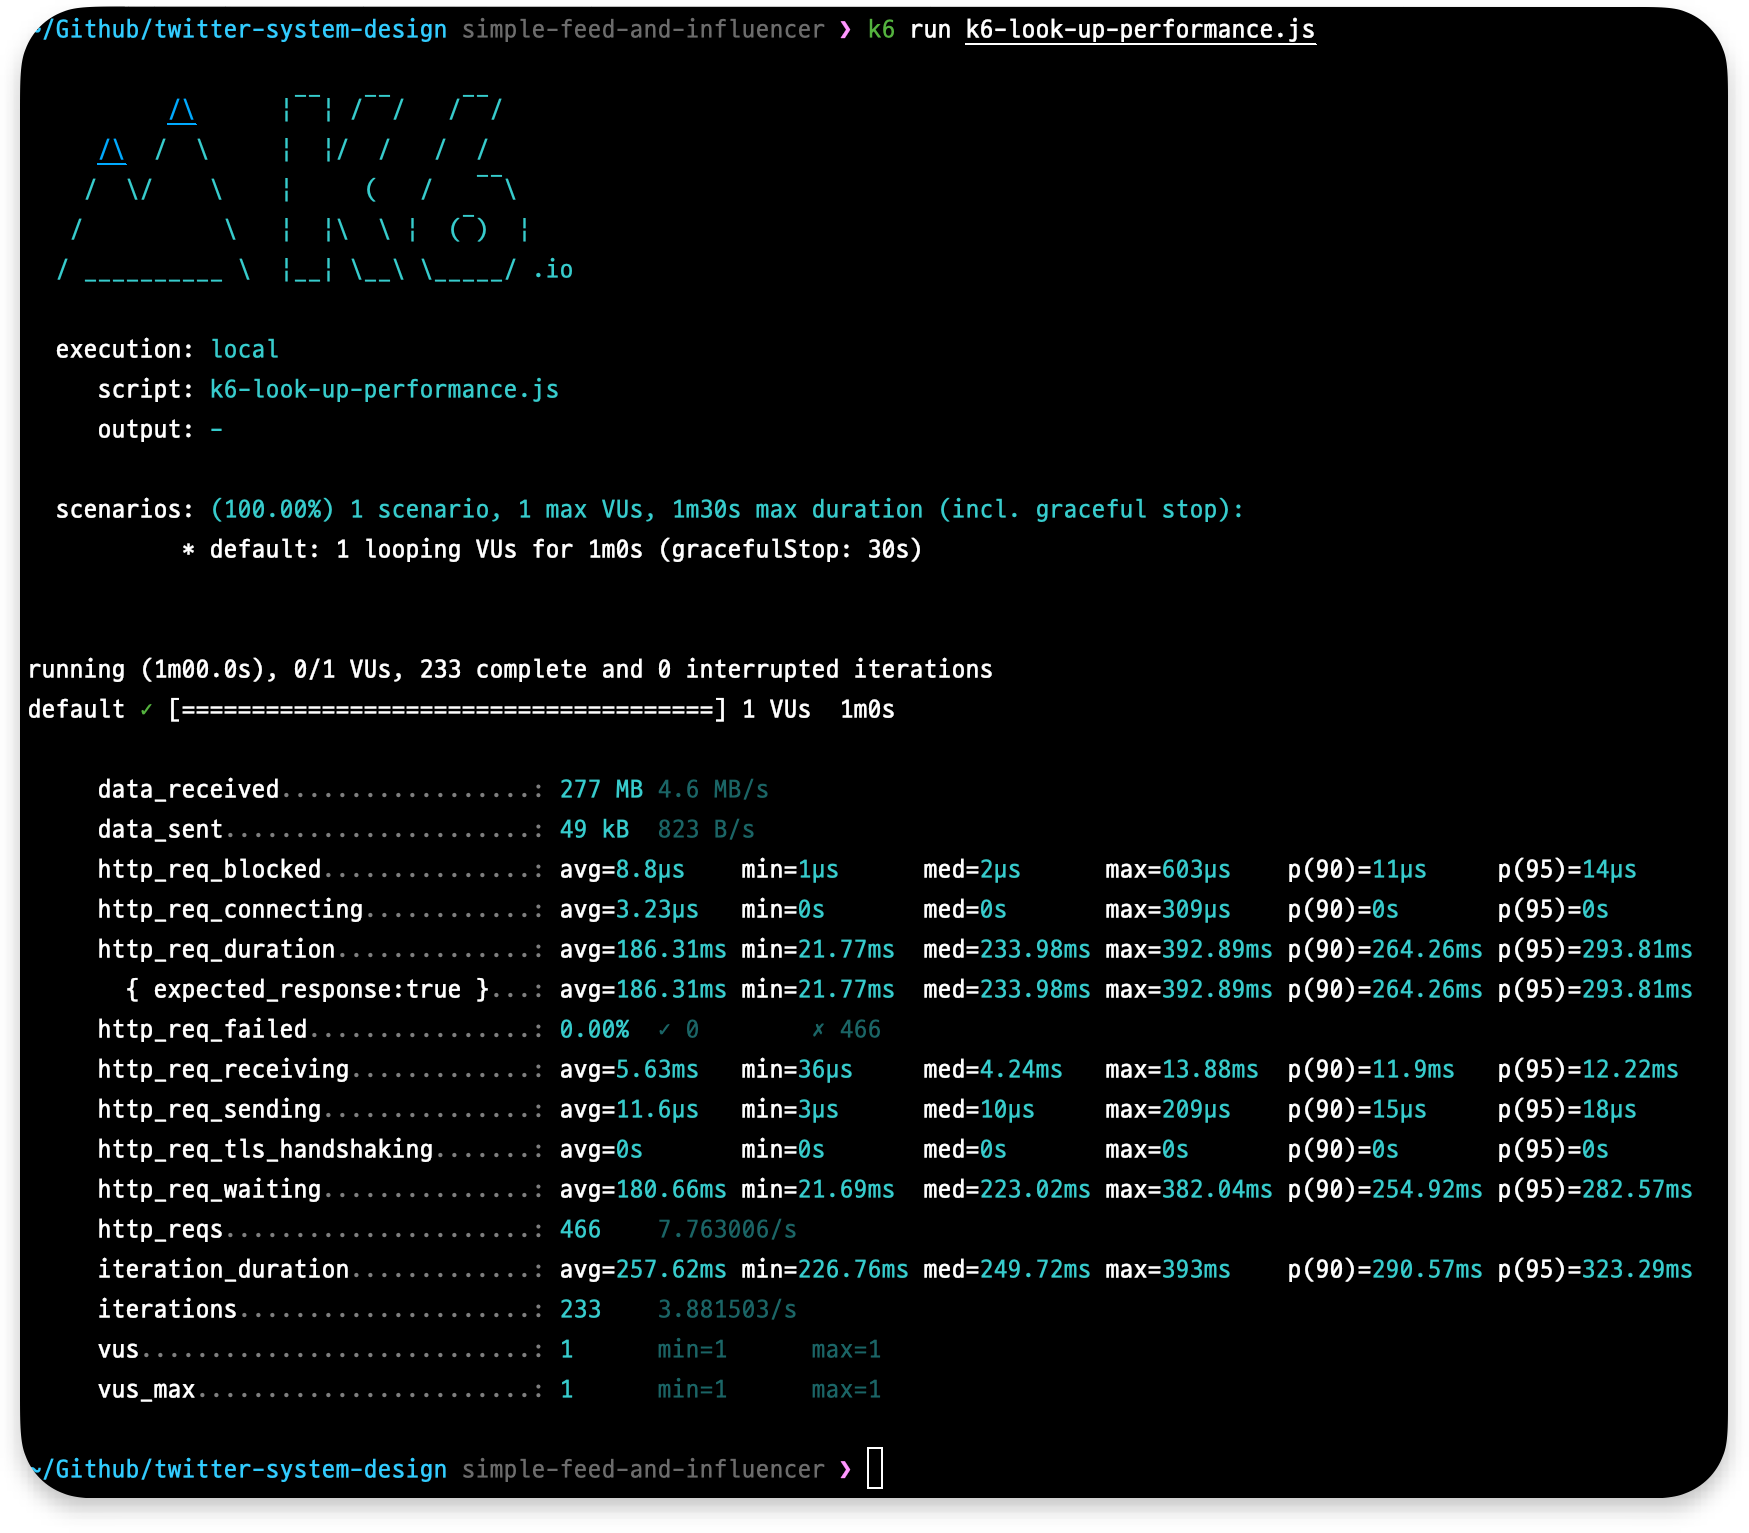 ~/Github/twitter-system-design simple-feed-and-influencer ❯ k6 run k6-look-up-performance.js
          /\      |‾‾| /‾‾/   /‾‾/
     /\  /  \     |  |/  /   /  /
    /  \/    \    |     (   /   ‾‾\
   /          \   |  |\  \ |  (‾)  |
  / __________ \  |__| \__\ \_____/ .io
execution: local
script: k6-look-up-performance.js
output: -
scenarios: (100.00%) 1 scenario, 1 max VUs, 1m30s max duration (incl. graceful stop):
* default: 1 looping VUs for 1m0s (gracefulStop: 30s)
running (1m00.0s), 0/1 VUs, 233 complete and 0 interrupted iterations
default ✓ [======================================] 1 VUs  1m0s
data_received..................: 277 MB 4.6 MB/s
data_sent......................: 49 kB  823 B/s
http_req_blocked...............: avg=8.8µs    min=1µs      med=2µs      max=603µs    p(90)=11µs     p(95)=14µs
http_req_connecting............: avg=3.23µs   min=0s       med=0s       max=309µs    p(90)=0s       p(95)=0s
http_req_duration..............: avg=186.31ms min=21.77ms  med=233.98ms max=392.89ms p(90)=264.26ms p(95)=293.81ms
{ expected_response:true }...: avg=186.31ms min=21.77ms  med=233.98ms max=392.89ms p(90)=264.26ms p(95)=293.81ms
http_req_failed................: 0.00%  ✓ 0        ✗ 466
http_req_receiving.............: avg=5.63ms   min=36µs     med=4.24ms   max=13.88ms  p(90)=11.9ms   p(95)=12.22ms
http_req_sending...............: avg=11.6µs   min=3µs      med=10µs     max=209µs    p(90)=15µs     p(95)=18µs
http_req_tls_handshaking.......: avg=0s       min=0s       med=0s       max=0s       p(90)=0s       p(95)=0s
http_req_waiting...............: avg=180.66ms min=21.69ms  med=223.02ms max=382.04ms p(90)=254.92ms p(95)=282.57ms
http_reqs......................: 466    7.763006/s
iteration_duration.............: avg=257.62ms min=226.76ms med=249.72ms max=393ms    p(90)=290.57ms p(95)=323.29ms
iterations.....................: 233    3.881503/s
vus............................: 1      min=1      max=1
vus_max........................: 1      min=1      max=1
~/Github/twitter-system-design simple-feed-and-influencer ❯